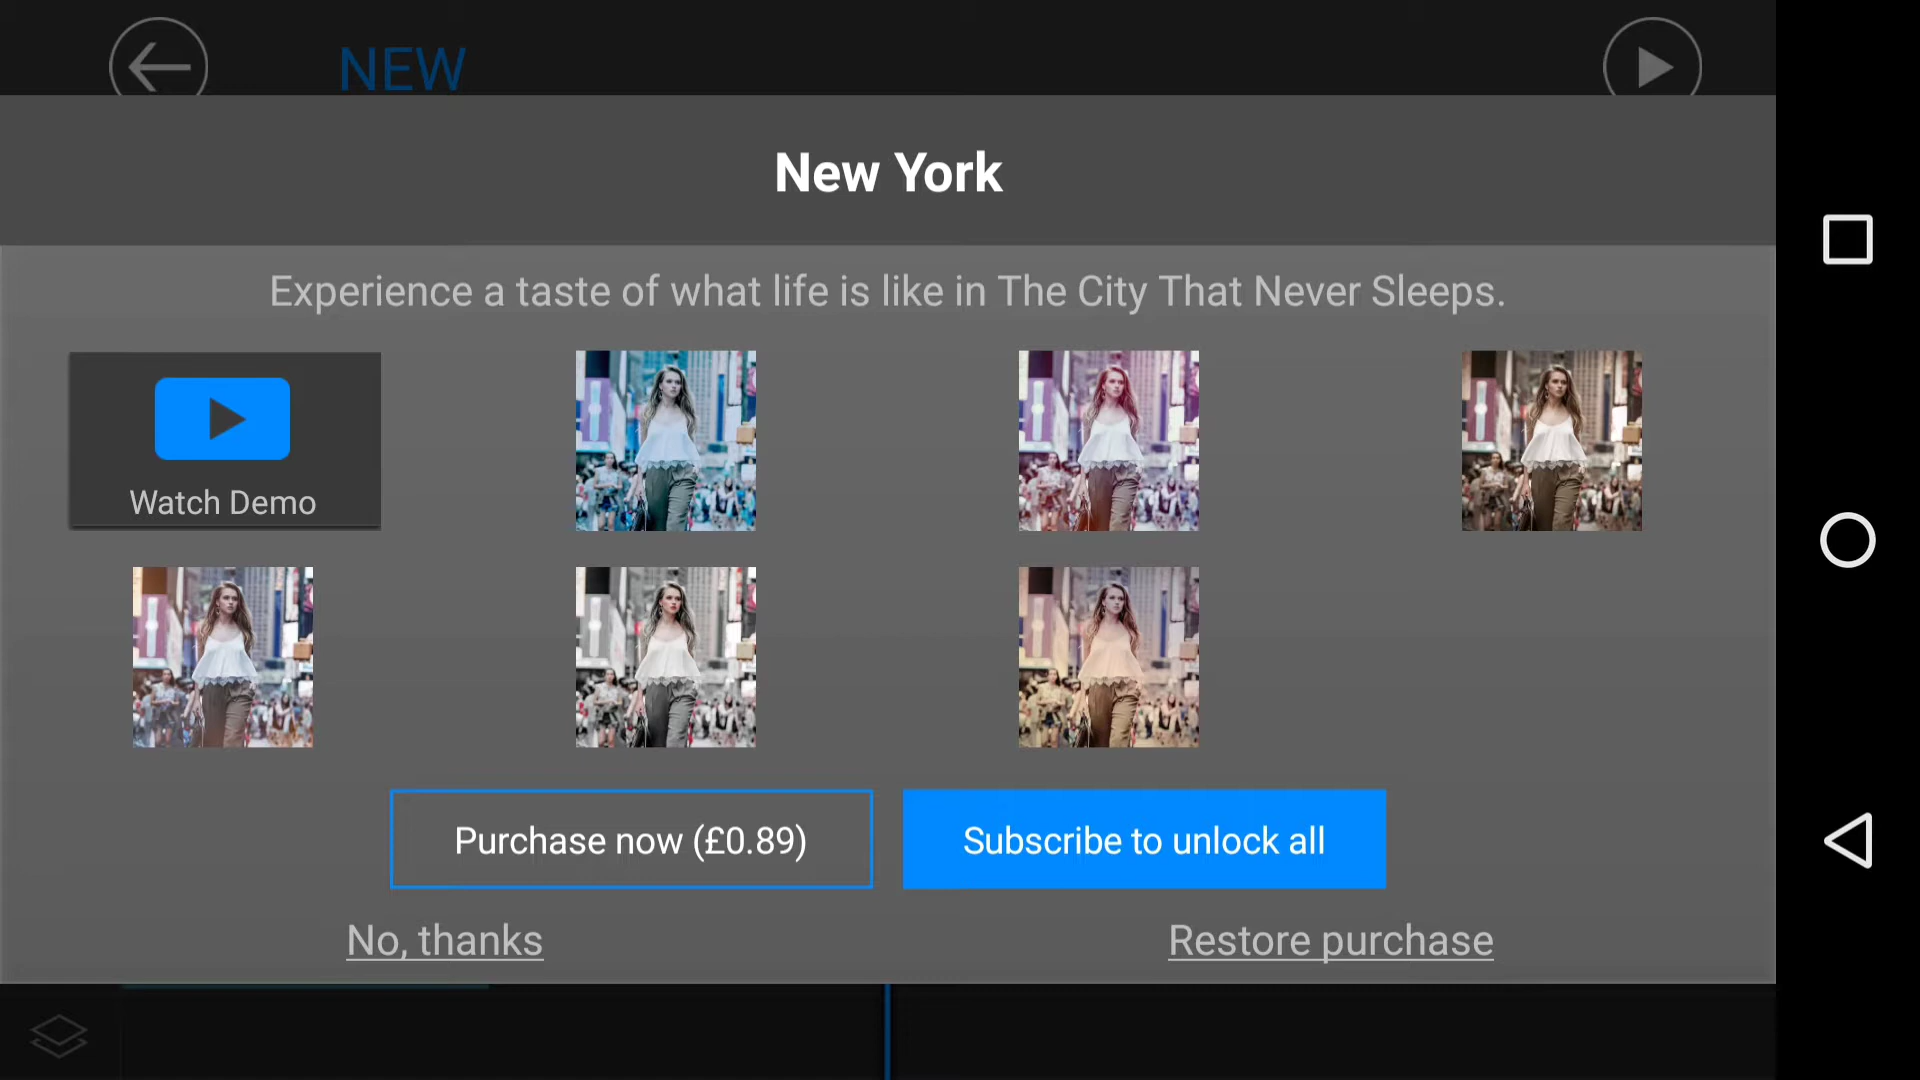 NEW
New York
Experience a taste of what life is like in The City That Never Sleeps.
Watch Demo
Purchase now (£0.89)
Subscribe to unlock all
No, thanks
Restore purchase